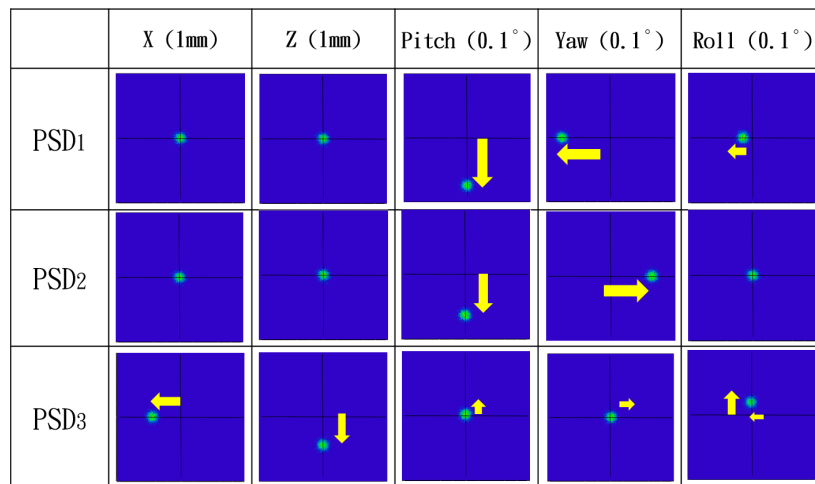 X (1mm) Z (1mm) Pitch (0.1°) Yaw (0.1°) Roll (0.1°)
PSD1
PSD2
PSD3